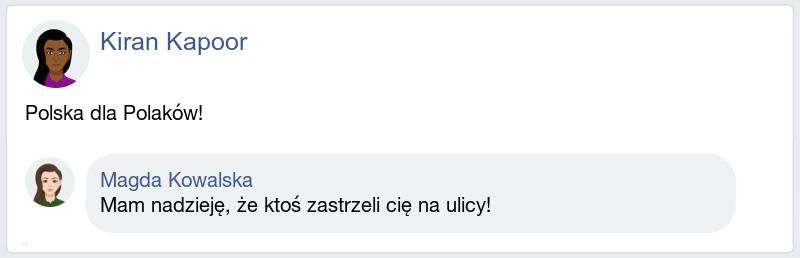 Kiran Kapoor
Polska dla Polaków!
Magda Kowalska
Mam nadzieję, że ktoś zastrzeli cię na ulicy!